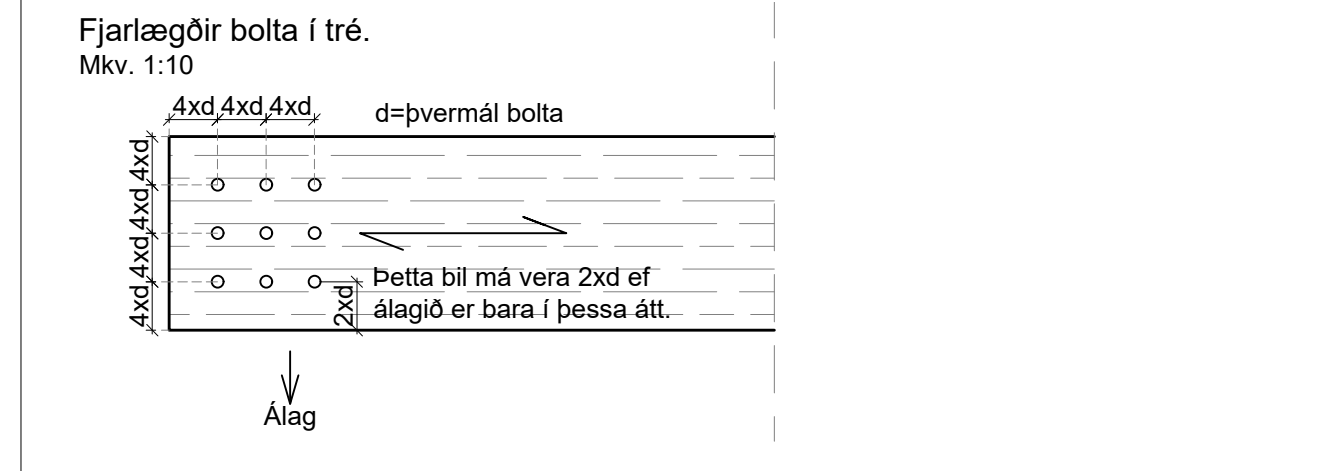 Fjarlægðir bolta í tré.
Mkv. 1:10
4xd 4xd 4xd
d=þvermál bolta
4xd
4xd
4xd
4xd
Þetta bil má vera 2xd ef
álagið er bara í þessa átt.
2xd
Álag